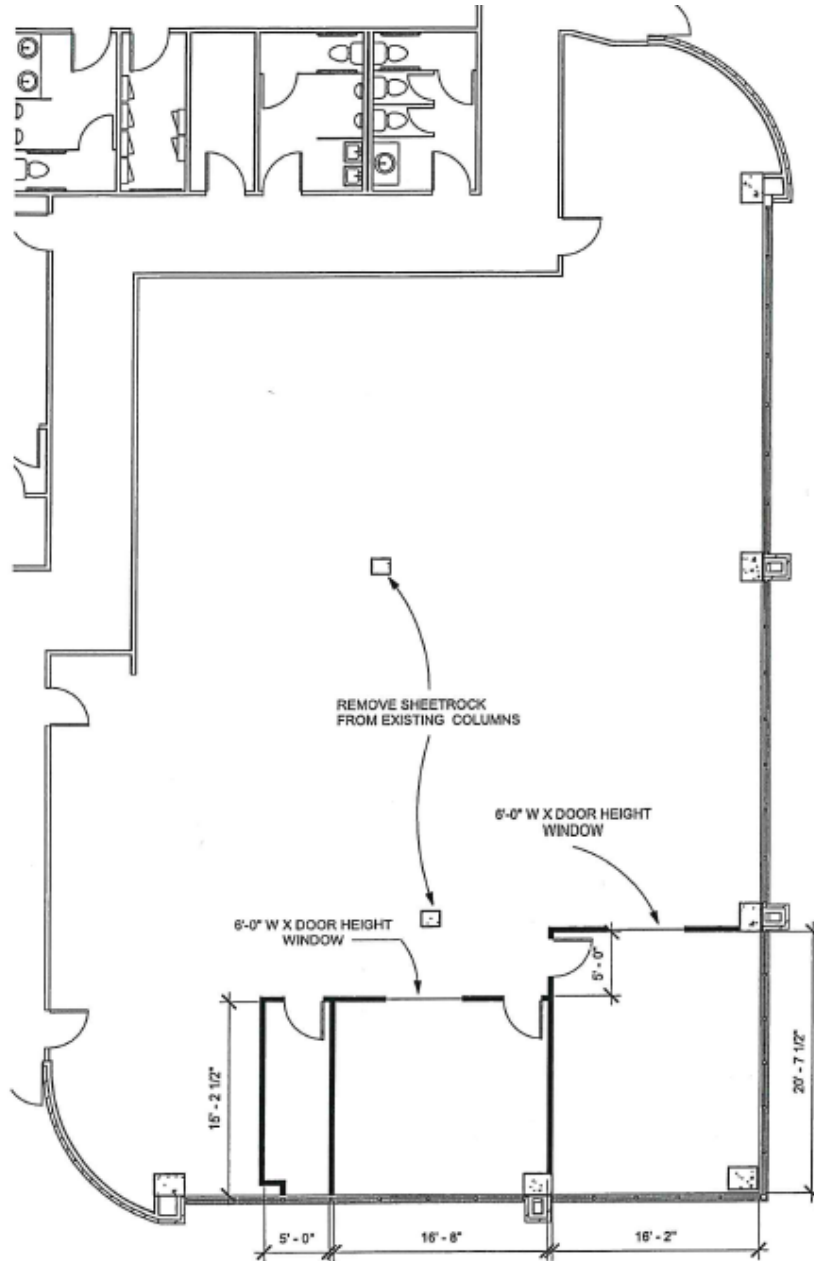 REMOVE SHEETROCK
FROM EXISTING COLUMNS
6'-0" W X DOOR HEIGHT
WINDOW
6'-0" W X DOOR HEIGHT
WINDOW
5' - 0"
15' - 2 1/2"
20' - 7 1/2"
5' - 0"
16' - 8"
16' - 2"